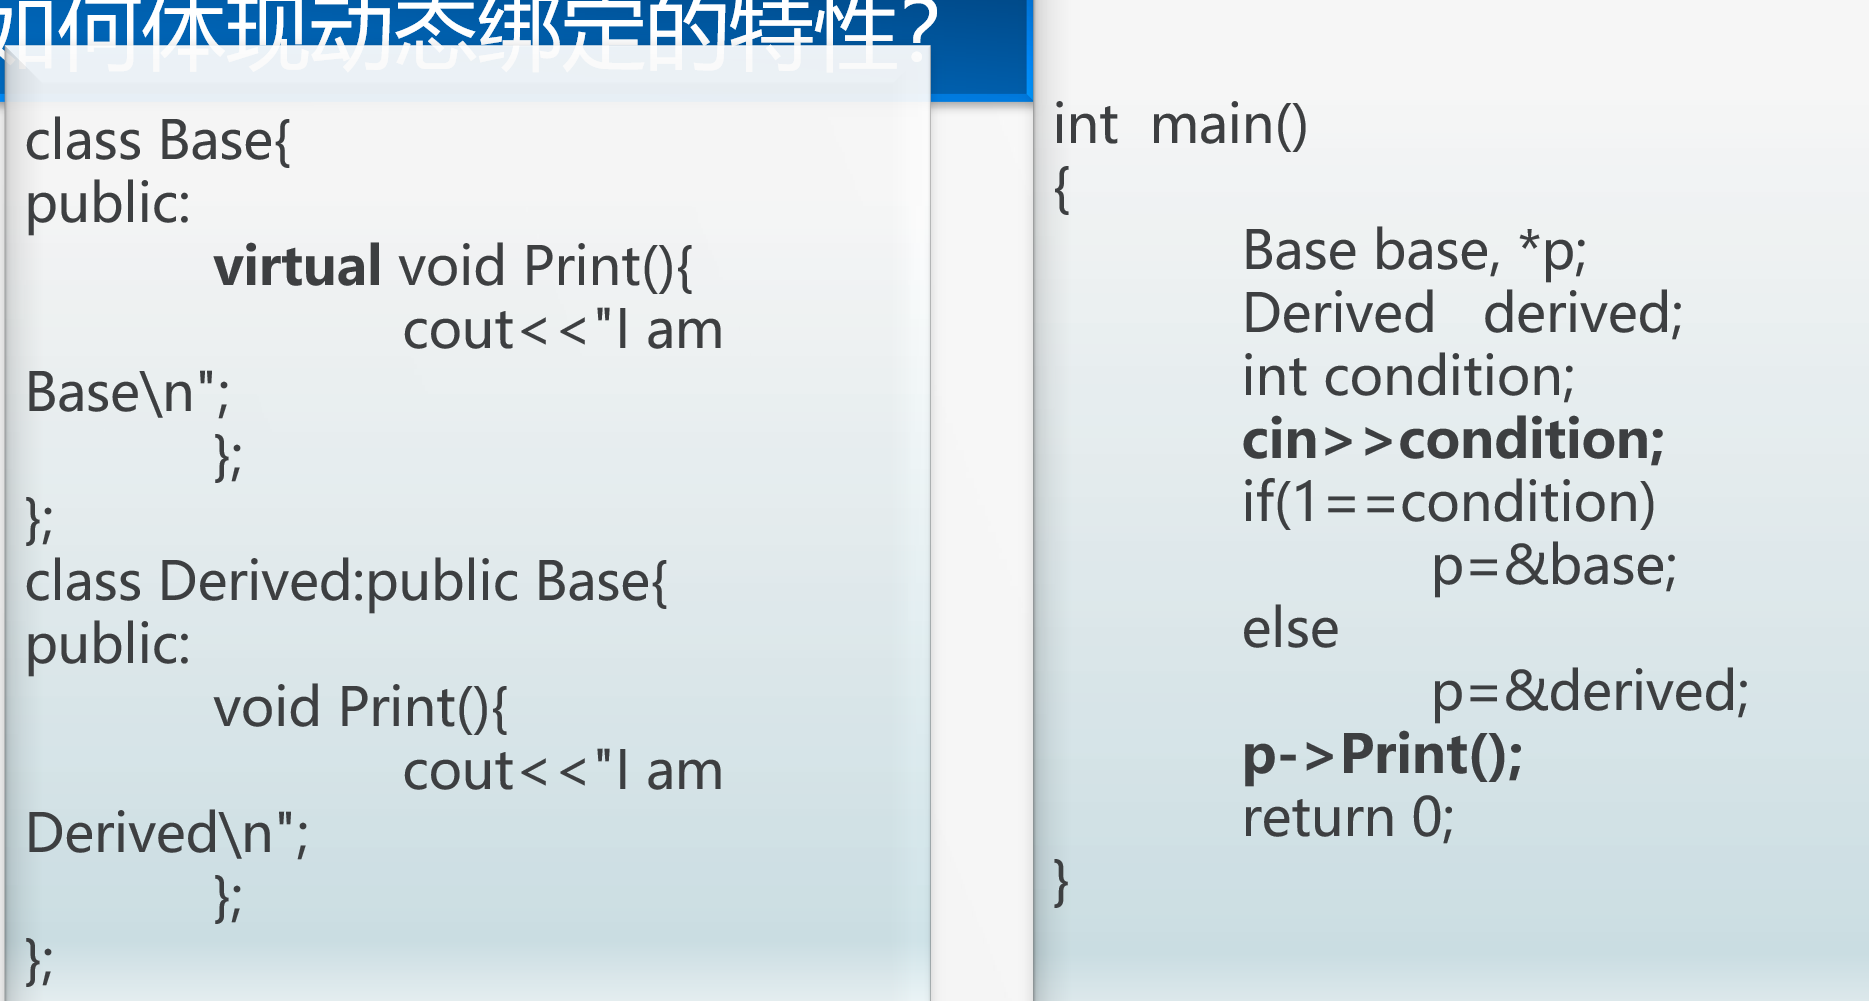 如何体现动态绑定的特性?
class Base{
public:
virtual void Print(){
cout<<"I am
Base\n";
};
};
class Derived:public Base{
public:
void Print(){
cout<<"I am
Derived\n";
};
};
int main()
{
Base base, *p;
Derived derived;
int condition;
cin>>condition;
if(1==condition)
p=&base;
else
p=&derived;
p->Print();
return 0;
}